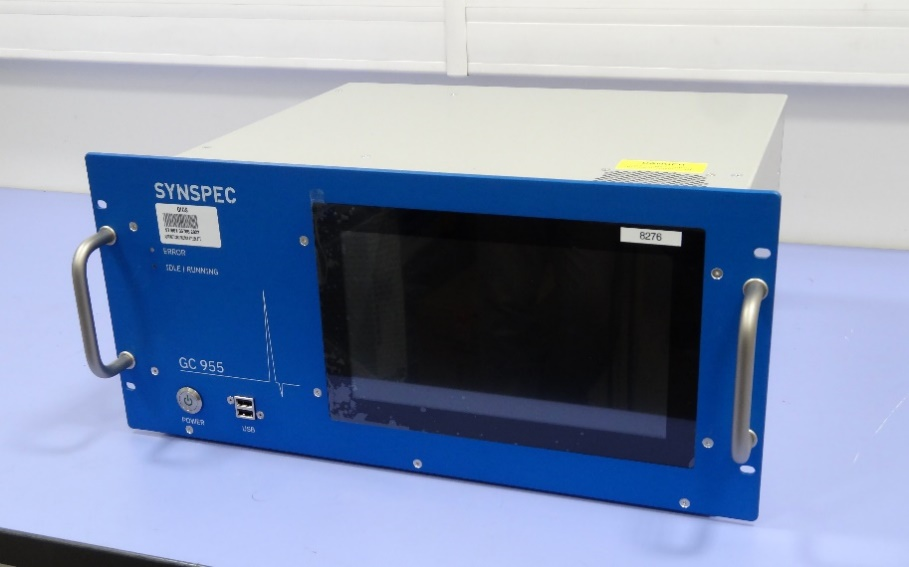 SYNSPEC
8276
ERROR
IDLE / RUNNING
GC 955
POWER
USB